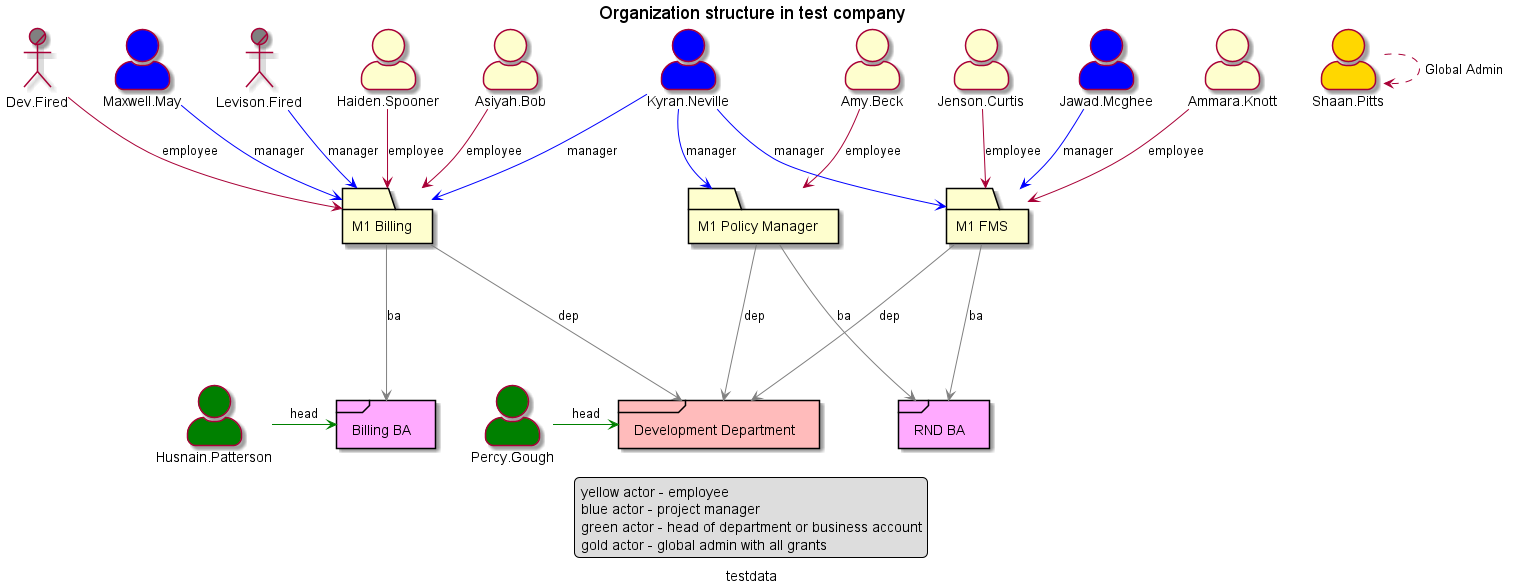 Organization structure in test company
Dev.Fired
Maxwell.May
Levison.Fired
Haiden.Spooner
Asiyah.Bob
Kyran.Neville
Amy.Beck
Jenson.Curtis
Jawad.Mcghee
Ammara.Knott
Shaan.Pitts
Global Admin
employee
manager
manager
employee
employee
manager
manager
manager
employee
employee
manager
employee
M1 Billing
M1 Policy Manager
M1 FMS
ba
dep
dep
ba
dep
ba
Husnain.Patterson
head
Billing BA
Percy.Gough
head
Development Department
RND BA
yellow actor - employee
blue actor - project manager
green actor - head of department or business account
gold actor - global admin with all grants
testdata